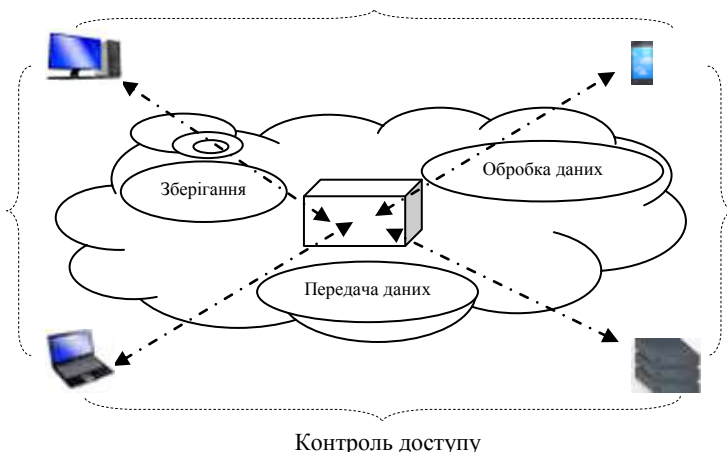 Зберігання
Обробка даних
Передача даних
Контроль доступу